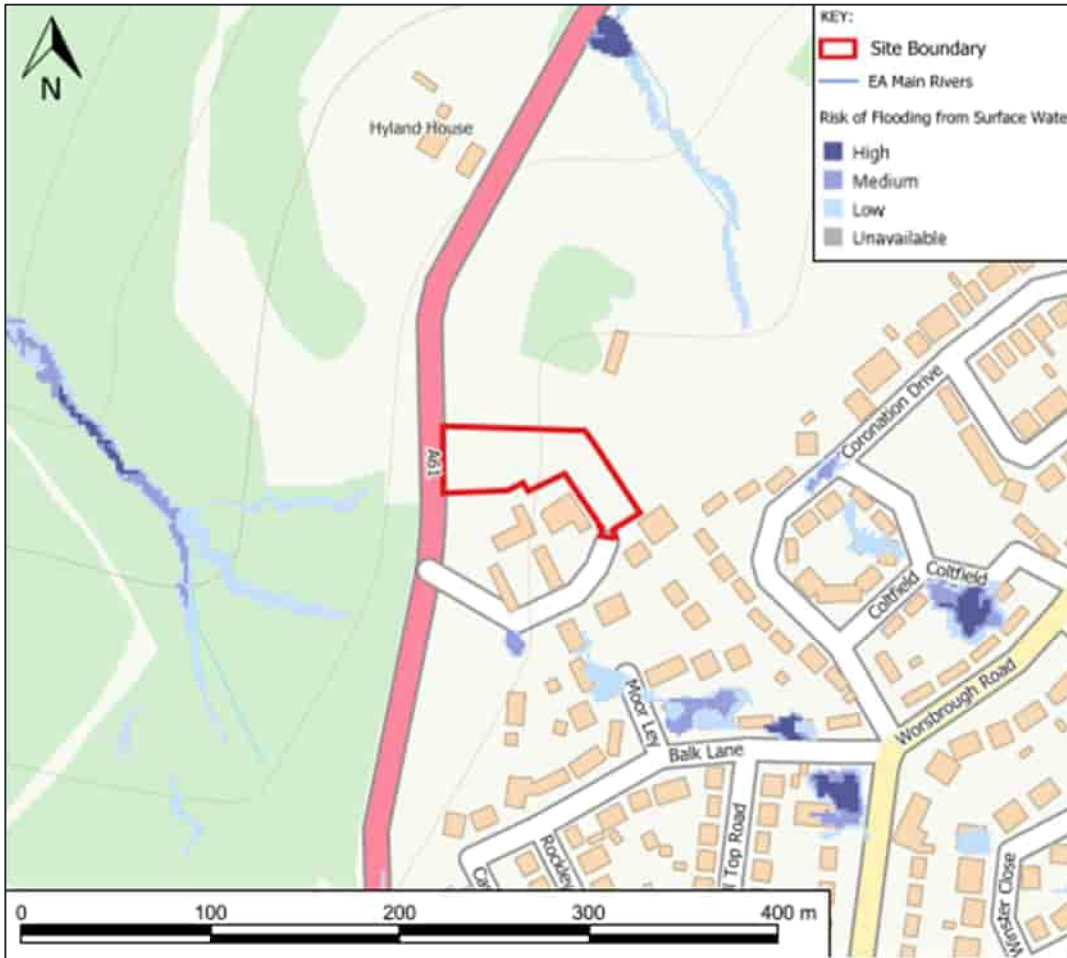 N
KEY:
Site Boundary
EA Main Rivers
Risk of Flooding from Surface Wate
High
Medium
Low
Unavailable
Hyland House
A61
Coronation Drive
Coltfield
Coltfield
Worsbrough Road
Moor Ley
Balk Lane
Top Road
Rockley
Winster Close
0 100 200 300 400 m